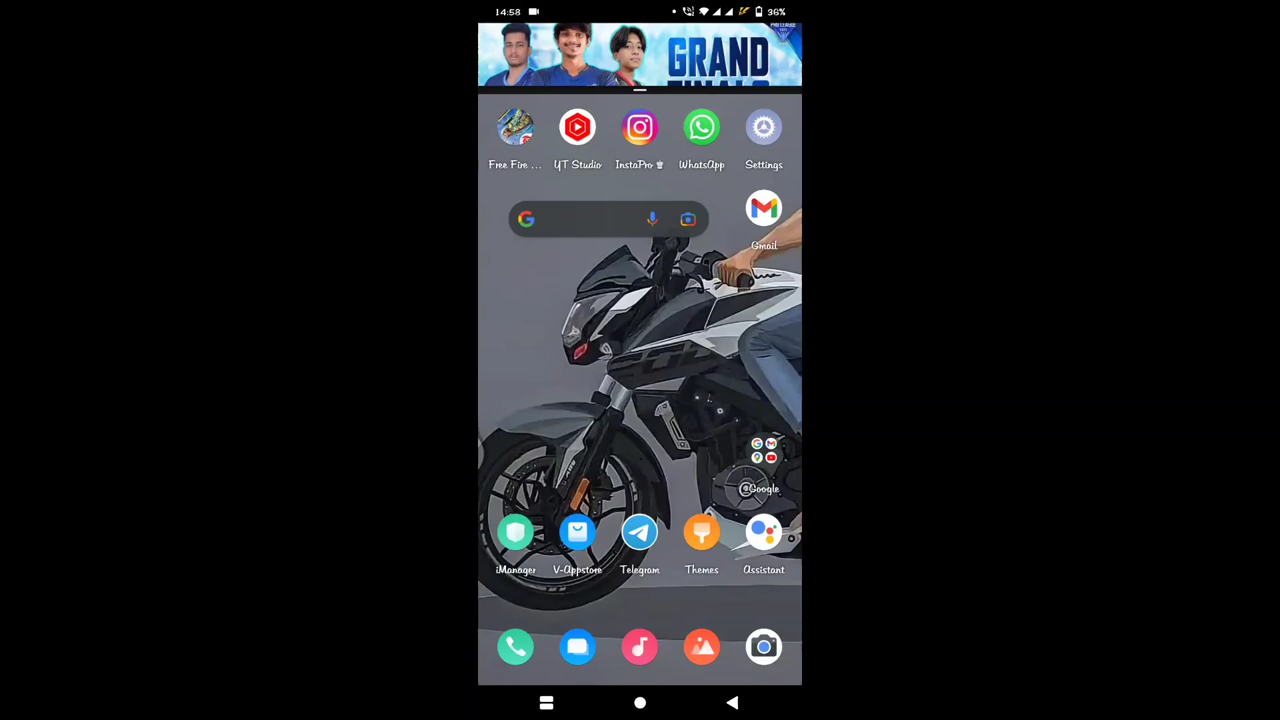 14:58
36%
GRAND
Free Fire ...
YT Studio
InstaPro
WhatsApp
Settings
Gmail
@Google
iManager
V-Appstore
Telegram
Themes
Assistant